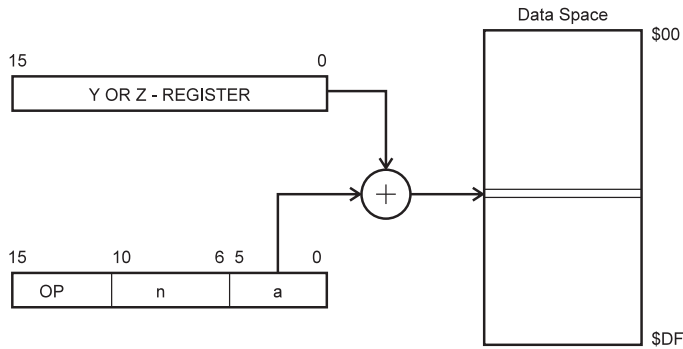 Data Space
$00
15 0
Y OR Z - REGISTER
+
15 10 6 5 0
OP n a
$DF